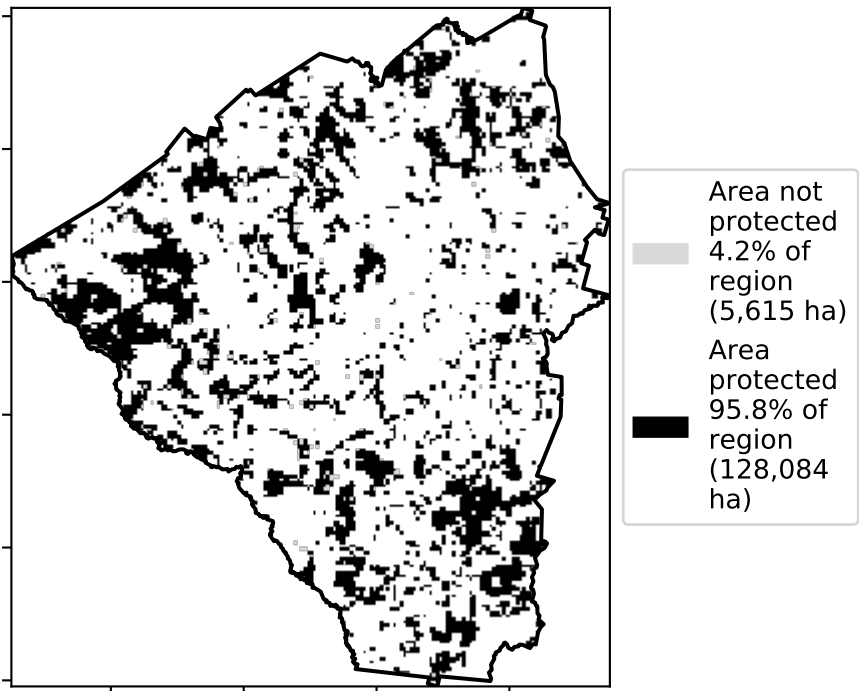 Area not
protected
4.2% of
region
(5,615 ha)
Area
protected
95.8% of
region
(128,084
ha)